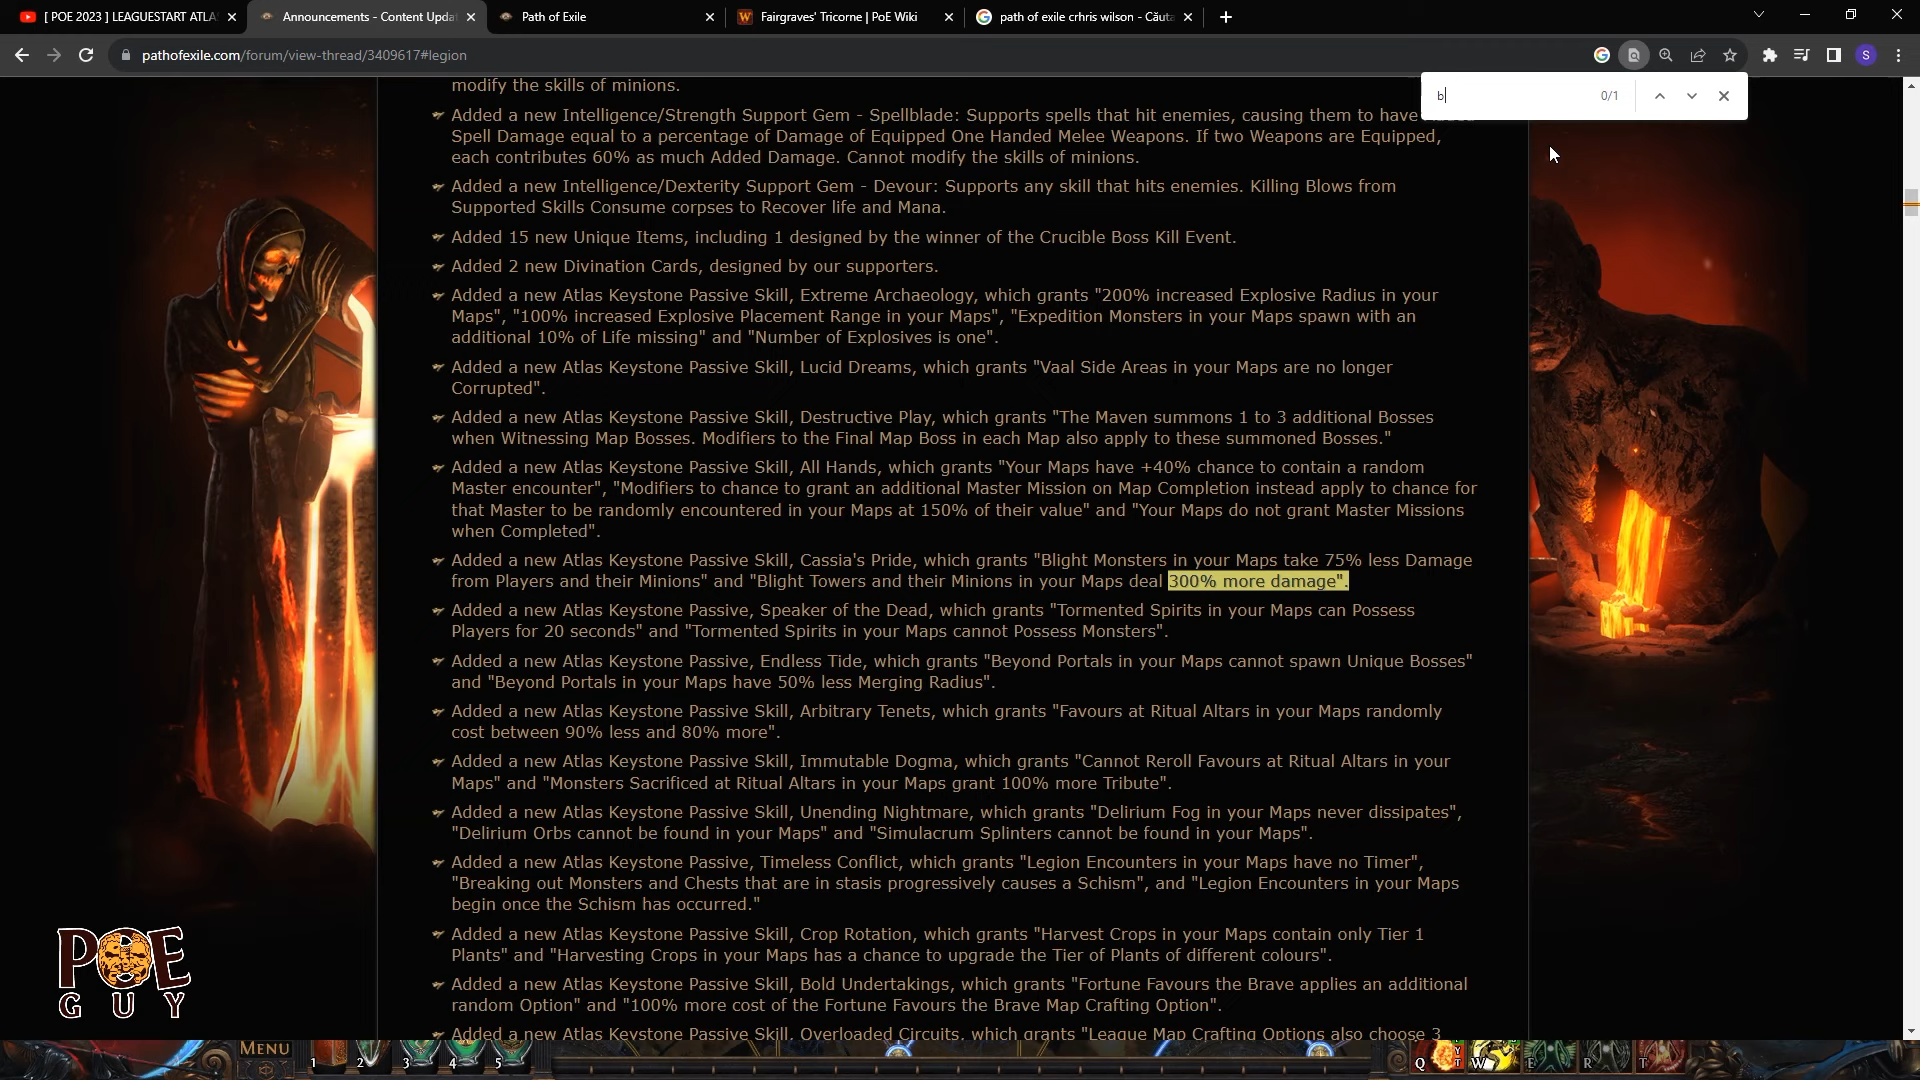 [ POE 2023 ] LEAGUESTART ATLA
Announcements - Content Upda
Path of Exile
Fairgraves' Tricorne | PoE Wiki
path of exile crhris wilson - Căuta
pathofexile.com/forum/view-thread/3409617#legion
S
b
0/1
modify the skills of minions.
Added a new Intelligence/Strength Support Gem - Spellblade: Supports spells that hit enemies, causing them to have Added
Spell Damage equal to a percentage of Damage of Equipped One Handed Melee Weapons. If two Weapons are Equipped,
each contributes 60% as much Added Damage. Cannot modify the skills of minions.
Added a new Intelligence/Dexterity Support Gem - Devour: Supports any skill that hits enemies. Killing Blows from
Supported Skills Consume corpses to Recover life and Mana.
Added 15 new Unique Items, including 1 designed by the winner of the Crucible Boss Kill Event.
Added 2 new Divination Cards, designed by our supporters.
Added a new Atlas Keystone Passive Skill, Extreme Archaeology, which grants "200% increased Explosive Radius in your
Maps", "100% increased Explosive Placement Range in your Maps", "Expedition Monsters in your Maps spawn with an
additional 10% of Life missing" and "Number of Explosives is one".
Added a new Atlas Keystone Passive Skill, Lucid Dreams, which grants "Vaal Side Areas in your Maps are no longer
Corrupted".
Added a new Atlas Keystone Passive Skill, Destructive Play, which grants "The Maven summons 1 to 3 additional Bosses
when Witnessing Map Bosses. Modifiers to the Final Map Boss in each Map also apply to these summoned Bosses."
Added a new Atlas Keystone Passive Skill, All Hands, which grants "Your Maps have +40% chance to contain a random
Master encounter", "Modifiers to chance to grant an additional Master Mission on Map Completion instead apply to chance for
that Master to be randomly encountered in your Maps at 150% of their value" and "Your Maps do not grant Master Missions
when Completed".
Added a new Atlas Keystone Passive Skill, Cassia's Pride, which grants "Blight Monsters in your Maps take 75% less Damage
from Players and their Minions" and "Blight Towers and their Minions in your Maps deal 300% more damage".
Added a new Atlas Keystone Passive, Speaker of the Dead, which grants "Tormented Spirits in your Maps can Possess
Players for 20 seconds" and "Tormented Spirits in your Maps cannot Possess Monsters".
Added a new Atlas Keystone Passive, Endless Tide, which grants "Beyond Portals in your Maps cannot spawn Unique Bosses"
and "Beyond Portals in your Maps have 50% less Merging Radius".
Added a new Atlas Keystone Passive Skill, Arbitrary Tenets, which grants "Favours at Ritual Altars in your Maps randomly
cost between 90% less and 80% more".
Added a new Atlas Keystone Passive Skill, Immutable Dogma, which grants "Cannot Reroll Favours at Ritual Altars in your
Maps" and "Monsters Sacrificed at Ritual Altars in your Maps grant 100% more Tribute".
Added a new Atlas Keystone Passive Skill, Unending Nightmare, which grants "Delirium Fog in your Maps never dissipates",
"Delirium Orbs cannot be found in your Maps" and "Simulacrum Splinters cannot be found in your Maps".
Added a new Atlas Keystone Passive, Timeless Conflict, which grants "Legion Encounters in your Maps have no Timer",
"Breaking out Monsters and Chests that are in stasis progressively causes a Schism", and "Legion Encounters in your Maps
begin once the Schism has occurred."
Added a new Atlas Keystone Passive Skill, Crop Rotation, which grants "Harvest Crops in your Maps contain only Tier 1
Plants" and "Harvesting Crops in your Maps has a chance to upgrade the Tier of Plants of different colours".
Added a new Atlas Keystone Passive Skill, Bold Undertakings, which grants "Fortune Favours the Brave applies an additional
random Option" and "100% more cost of the Fortune Favours the Brave Map Crafting Option".
Added a new Atlas Keystone Passive Skill, Overloaded Circuits, which grants "League Map Crafting Options also choose 3
POE
GUY
MENU
1 2 3 4 5
Q W E R T